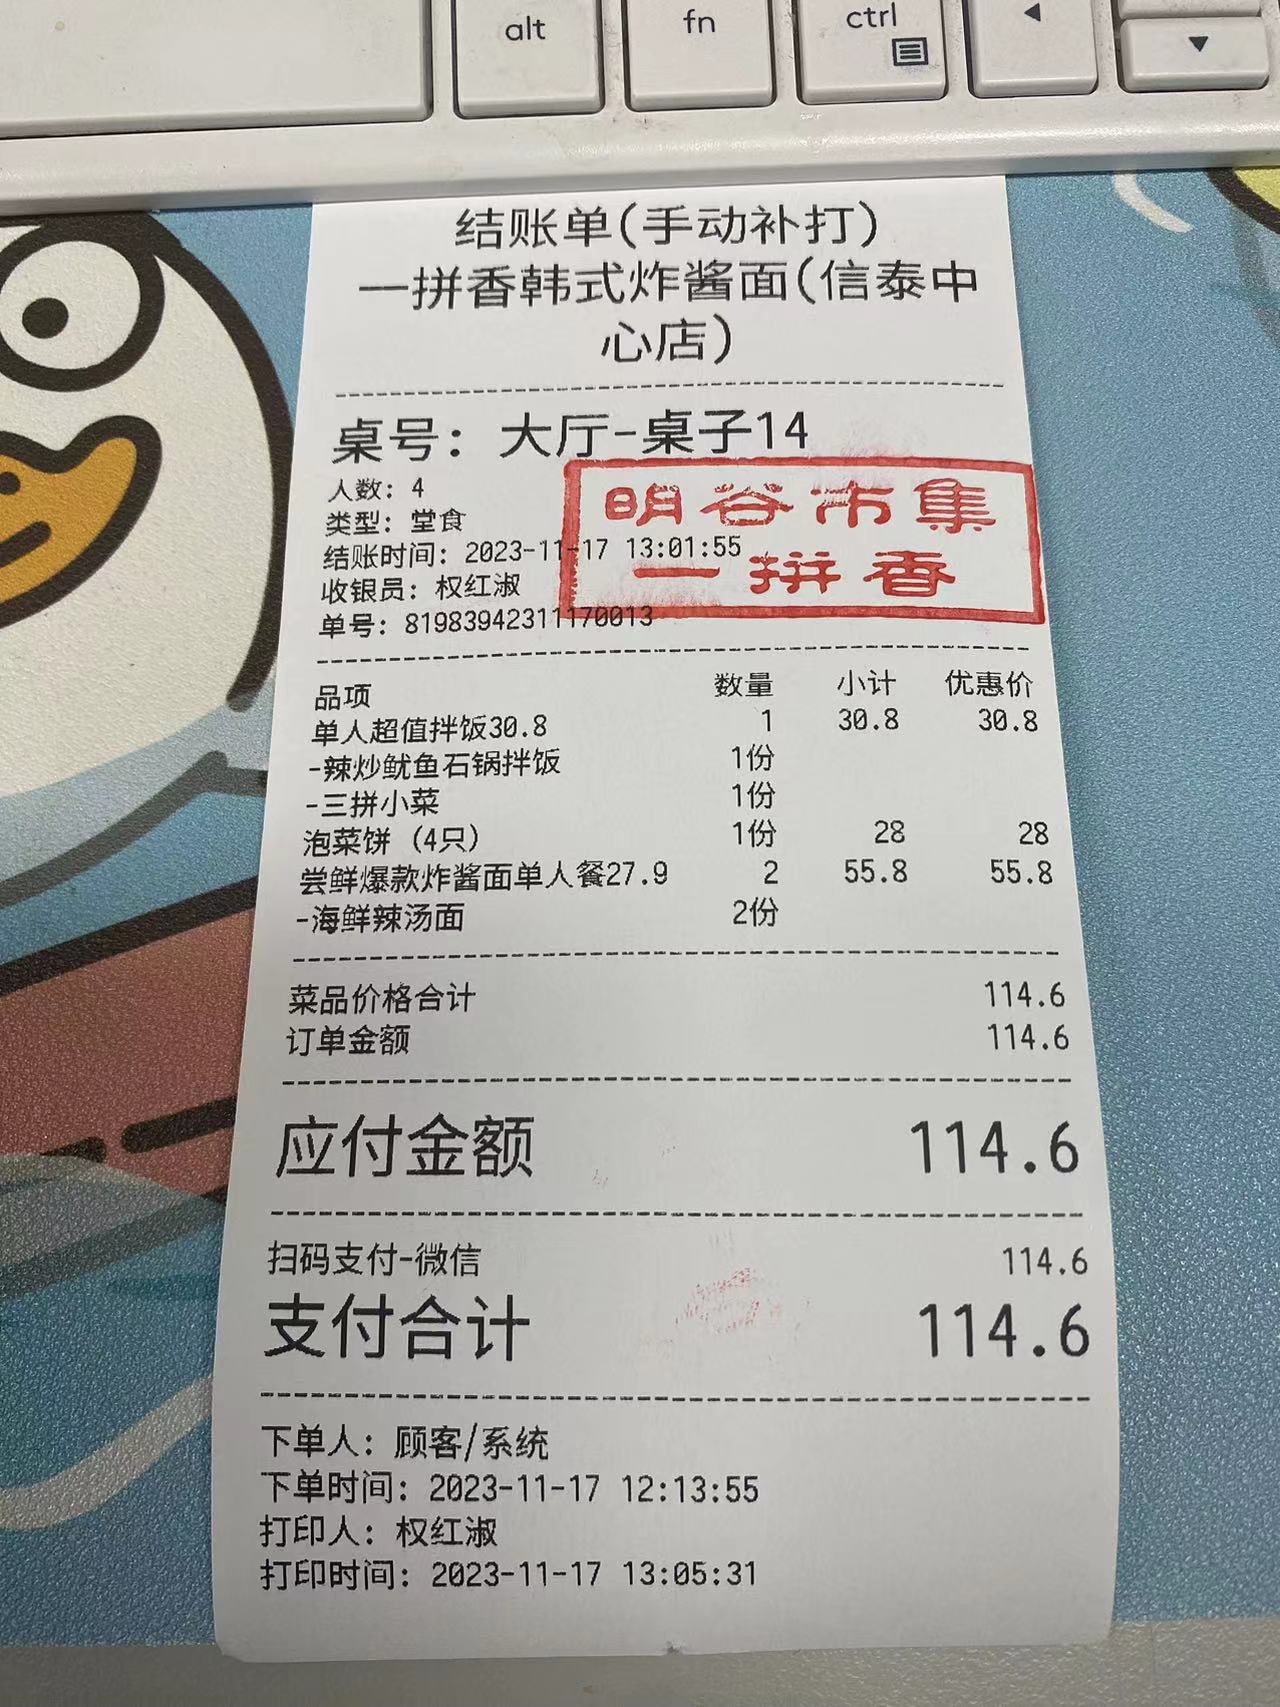 alt
fn
ctrl
结账单(手动补打)
一拼香韩式炸酱面(信泰中
心店)
桌号: 大厅-桌子14
明谷市集
一拼香
人数: 4
类型: 堂食
结账时间: 2023-11-17 13:01:55
收银员: 权红淑
单号: 81983942311170013
品项 数量 小计 优惠价
单人超值拌饭30.8 1 30.8 30.8
-辣炒鱿鱼石锅拌饭 1份
-三拼小菜 1份
泡菜饼（4只） 1份 28 28
尝鲜爆款炸酱面单人餐27.9 2 55.8 55.8
-海鲜辣汤面 2份
菜品价格合计 114.6
订单金额 114.6
应付金额 114.6
扫码支付-微信 114.6
支付合计 114.6
下单人: 顾客/系统
下单时间: 2023-11-17 12:13:55
打印人: 权红淑
打印时间: 2023-11-17 13:05:31